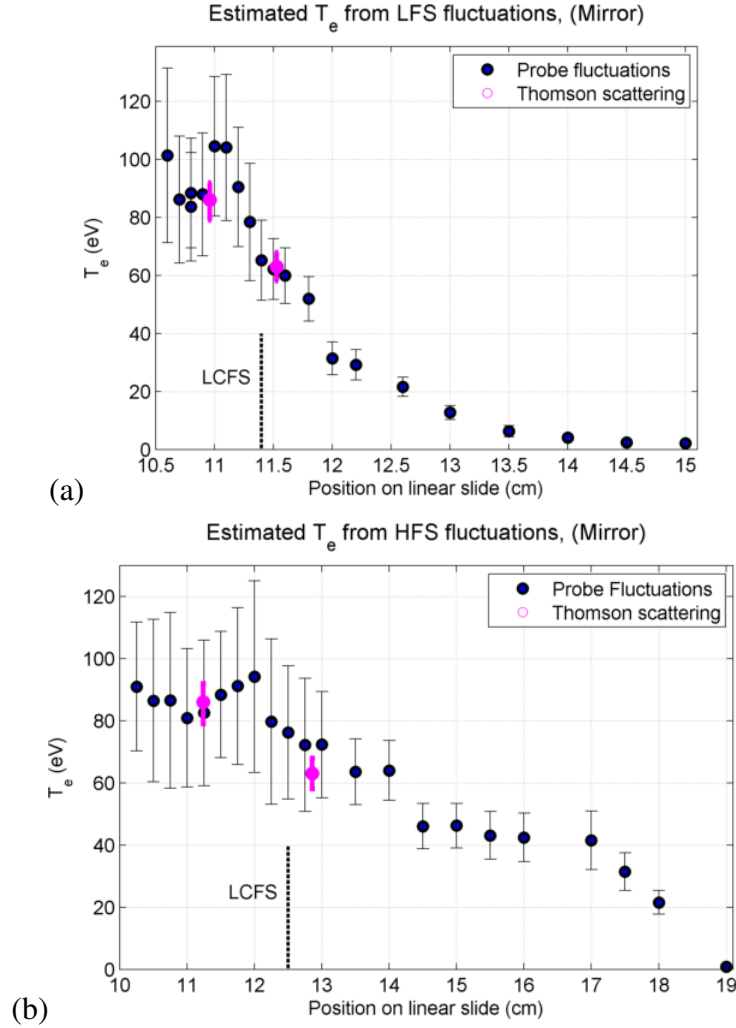 Estimated T_e from LFS fluctuations, (Mirror)
Probe fluctuations
Thomson scattering
120
100
80
60
40
20
0
T_e (eV)
LCFS
10.5 11 11.5 12 12.5 13 13.5 14 14.5 15
Position on linear slide (cm)
(a)
Estimated T_e from HFS fluctuations, (Mirror)
Probe Fluctuations
Thomson scattering
120
100
80
60
40
20
0
T_e (eV)
LCFS
10 11 12 13 14 15 16 17 18 19
Position on linear slide (cm)
(b)